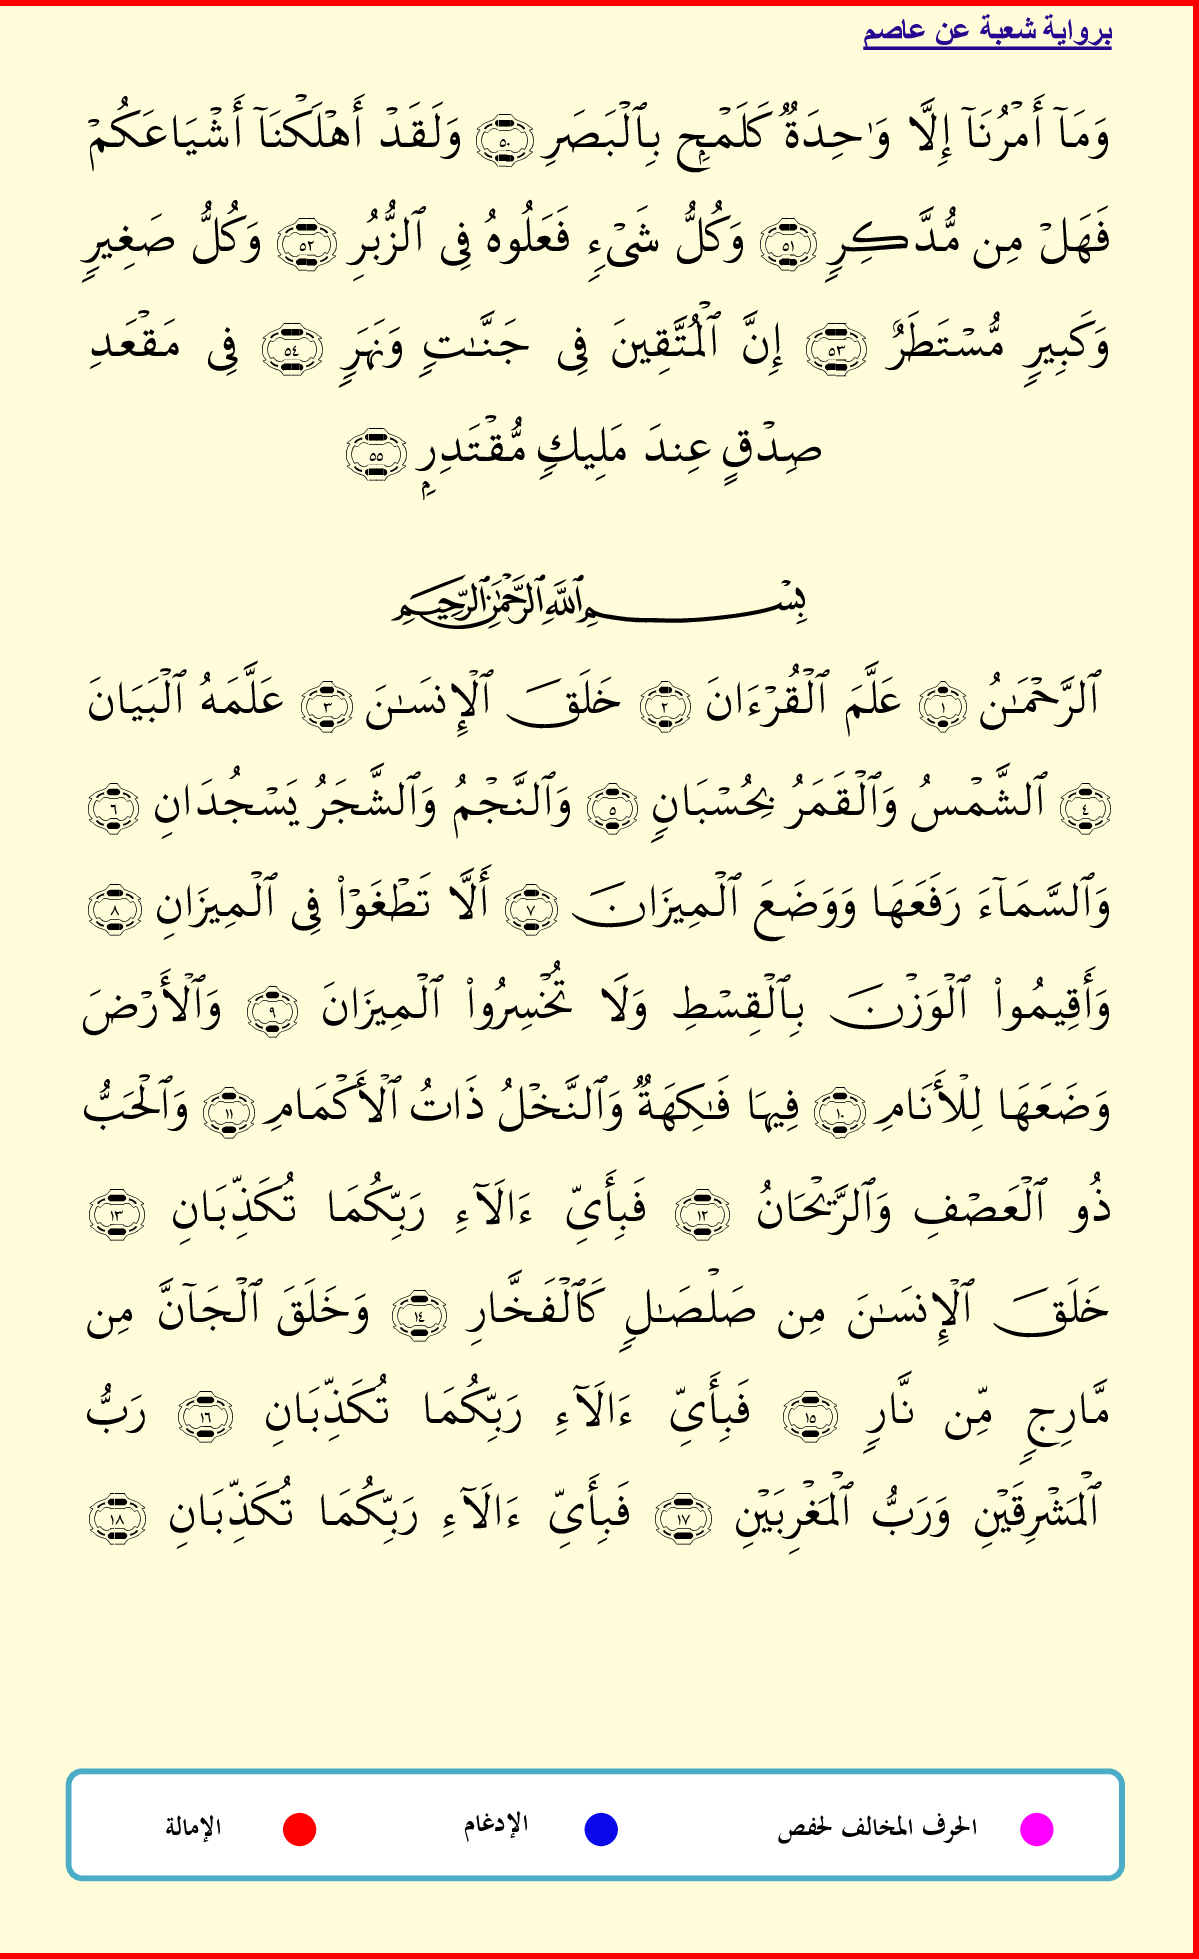 برواية شعبة عن عاصم
وَمَآ أَمۡرُنَآ إِلَّا وَٰحِدَةٞ كَلَمۡحِۭ بِٱلۡبَصَرِ ٥٠ وَلَقَدۡ أَهۡلَكۡنَآ أَشۡيَاعَكُمۡ
فَهَلۡ مِن مُّدَّكِرٖ ٥١ وَكُلُّ شَيۡءٖ فَعَلُوهُ فِي ٱلزُّبُرِ ٥٢ وَكُلُّ صَغِيرٖ
وَكَبِيرٖ مُّسۡتَطَرٌ ٥٣ إِنَّ ٱلۡمُتَّقِينَ فِي جَنَّٰتٖ وَنَهَرٖ ٥٤ فِي مَقۡعَدِ
صِدۡقٍ عِندَ مَلِيكٖ مُّقۡتَدِرِۭ ٥٥
بِسۡمِ ٱللَّهِ ٱلرَّحۡمَٰنِ ٱلرَّحِيمِ
ٱلرَّحۡمَٰنُ ١ عَلَّمَ ٱلۡقُرۡءَانَ ٢ خَلَقَ ٱلۡإِنسَٰنَ ٣ عَلَّمَهُ ٱلۡبَيَانَ
٤ ٱلشَّمۡسُ وَٱلۡقَمَرُ بِحُسۡبَانٖ ٥ وَٱلنَّجۡمُ وَٱلشَّجَرُ يَسۡجُدَانِ ٦
وَٱلسَّمَآءَ رَفَعَهَا وَوَضَعَ ٱلۡمِيزَانَ ٧ أَلَّا تَطۡغَوۡاْ فِي ٱلۡمِيزَانِ ٨
وَأَقِيمُواْ ٱلۡوَزۡنَ بِٱلۡقِسۡطِ وَلَا تُخۡسِرُواْ ٱلۡمِيزَانَ ٩ وَٱلۡأَرۡضَ
وَضَعَهَا لِلۡأَنَامِ ١٠ فِيهَا فَٰكِهَةٞ وَٱلنَّخۡلُ ذَاتُ ٱلۡأَكۡمَامِ ١١ وَٱلۡحَبُّ
ذُو ٱلۡعَصۡفِ وَٱلرَّيۡحَانُ ١٢ فَبِأَيِّ ءَالَآءِ رَبِّكُمَا تُكَذِّبَانِ ١٣
خَلَقَ ٱلۡإِنسَٰنَ مِن صَلۡصَٰلٖ كَٱلۡفَخَّارِ ١٤ وَخَلَقَ ٱلۡجَآنَّ مِن
مَّارِجٖ مِّن نَّارٖ ١٥ فَبِأَيِّ ءَالَآءِ رَبِّكُمَا تُكَذِّبَانِ ١٦ رَبُّ
ٱلۡمَشۡرِقَيۡنِ وَرَبُّ ٱلۡمَغۡرِبَيۡنِ ١٧ فَبِأَيِّ ءَالَآءِ رَبِّكُمَا تُكَذِّبَانِ ١٨
الحرف المخالف لحفص الإدغام الإمالة